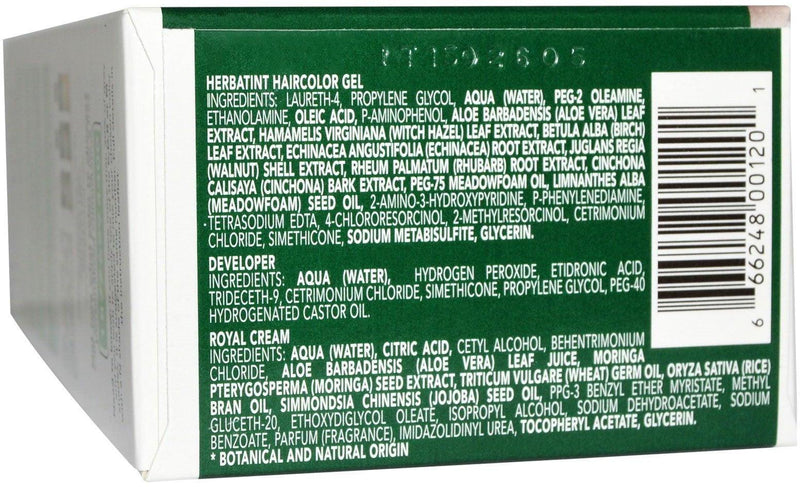 HERBATINT HAIRCOLOR GEL
INGREDIENTS: LAURETH-4, PROPYLENE GLYCOL, AQUA (WATER), PEG-2 OLEAMINE,
ETHANOLAMINE, OLEIC ACID, P-AMINOPHENOL, ALOE BARBADENSIS (ALOE VERA) LEAF
EXTRACT, HAMAMELIS VIRGINIANA (WITCH HAZEL) LEAF EXTRACT, BETULA ALBA (BIRCH)
LEAF EXTRACT, ECHINACEA ANGUSTIFOLIA (ECHINACEA) ROOT EXTRACT, JUGLANS REGIA
(WALNUT) SHELL EXTRACT, RHEUM PALMATUM (RHUBARB) ROOT EXTRACT, CINCHONA
CALISAYA (CINCHONA) BARK EXTRACT, PEG-75 MEADOWFOAM OIL, LIMNANTHES ALBA
(MEADOWFOAM) SEED OIL, 2-AMINO-3-HYDROXYPYRIDINE, P-PHENYLENEDIAMINE,
TETRASODIUM EDTA, 4-CHLORORESORCINOL, 2-METHYLRESORCINOL, CETRIMONIUM
CHLORIDE, SIMETHICONE, SODIUM METABISULFITE, GLYCERIN.
DEVELOPER
INGREDIENTS: AQUA (WATER), HYDROGEN PEROXIDE, ETIDRONIC ACID,
TRIDECETH-9, CETRIMONIUM CHLORIDE, SIMETHICONE, PROPYLENE GLYCOL, PEG-40
HYDROGENATED CASTOR OIL.
ROYAL CREAM
INGREDIENTS: AQUA (WATER), CITRIC ACID, CETYL ALCOHOL, BEHENTRIMONIUM
CHLORIDE, ALOE BARBADENSIS (ALOE VERA) LEAF JUICE, MORINGA
PTERYGOSPERMA (MORINGA) SEED EXTRACT, TRITICUM VULGARE (WHEAT) GERM OIL, ORYZA SATIVA (RICE)
BRAN OIL, SIMMONDSIA CHINENSIS (JOJOBA) SEED OIL, PPG-3 BENZYL ETHER MYRISTATE, METHYL
GLUCETH-20, ETHOXYDIGLYCOL OLEATE, ISOPROPYL ALCOHOL, SODIUM DEHYDROACETATE, SODIUM
BENZOATE, PARFUM (FRAGRANCE), IMIDAZOLIDINYL UREA, TOCOPHERYL ACETATE, GLYCERIN.
* BOTANICAL AND NATURAL ORIGIN
6 66248 00120 1